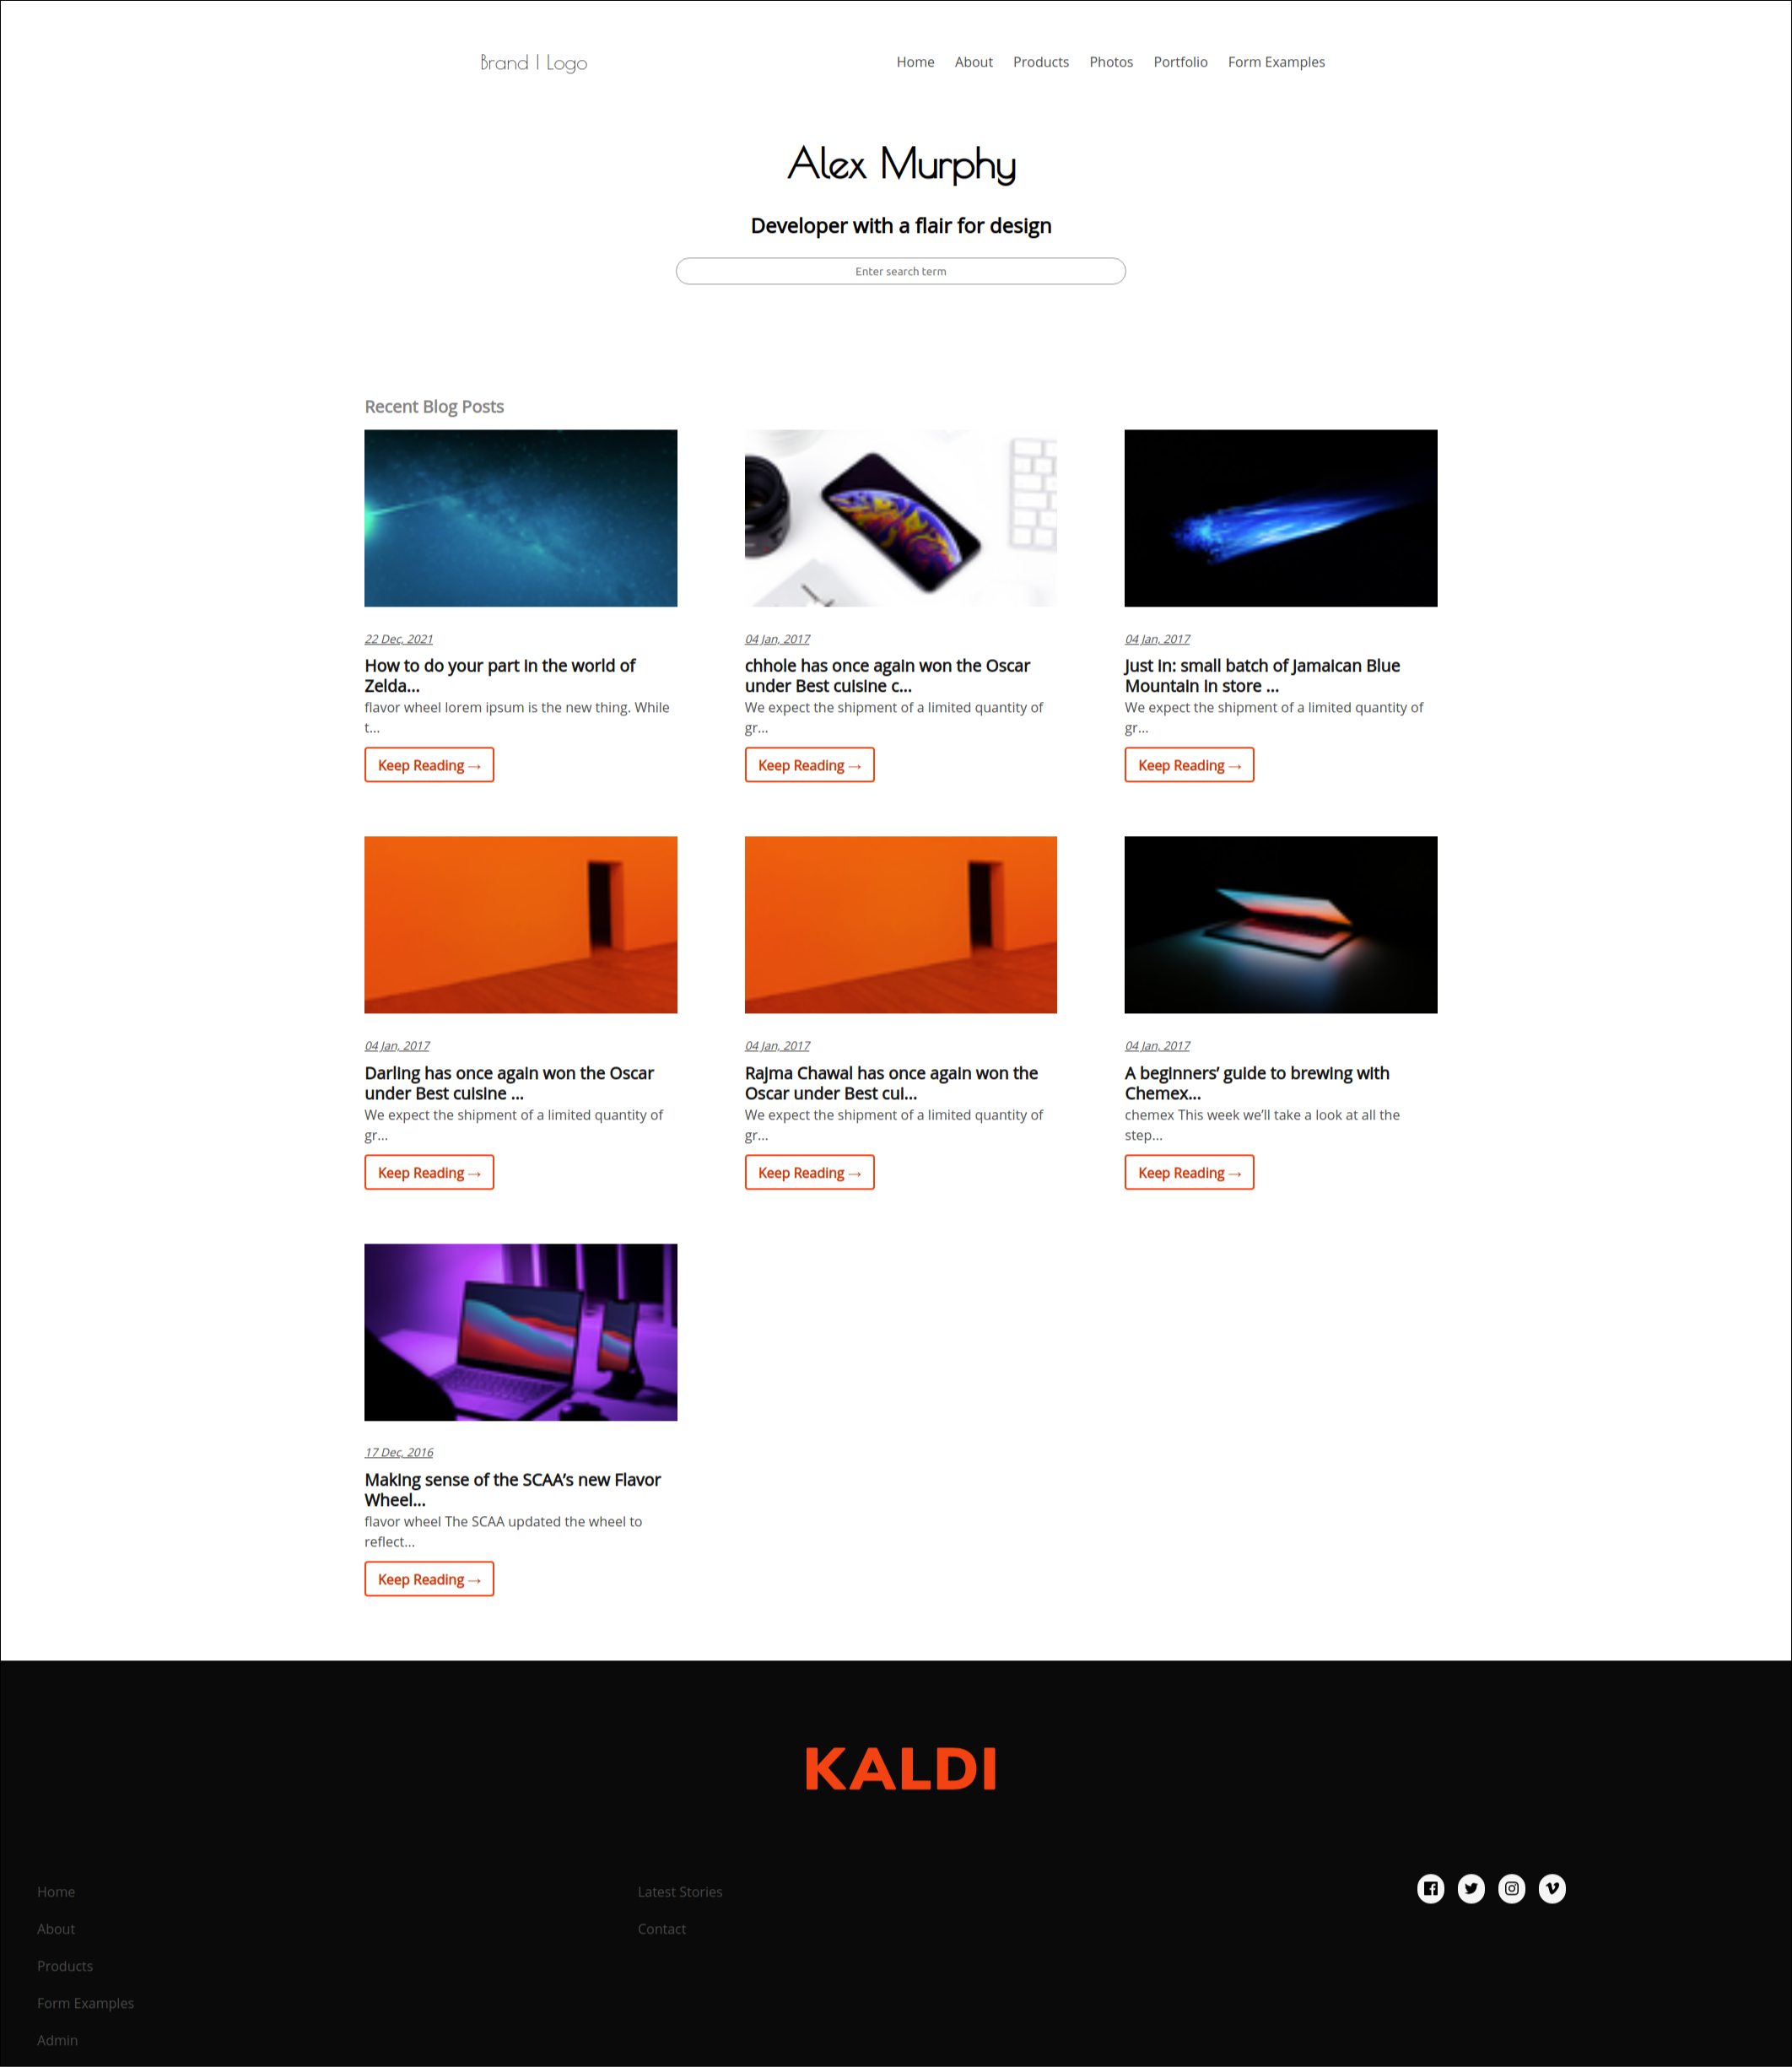 Brand | Logo
Home About Products Photos Portfolio Form Examples
Alex Murphy
Developer with a flair for design
Enter search term
Recent Blog Posts
22 Dec, 2021
How to do your part in the world of
Zelda...
flavor wheel lorem ipsum is the new thing. While
t...
Keep Reading →
04 Jan, 2017
chhole has once again won the Oscar
under Best cuisine c...
We expect the shipment of a limited quantity of
gr...
Keep Reading →
04 Jan, 2017
Just in: small batch of Jamaican Blue
Mountain in store ...
We expect the shipment of a limited quantity of
gr...
Keep Reading →
04 Jan, 2017
Darling has once again won the Oscar
under Best cuisine ...
We expect the shipment of a limited quantity of
gr...
Keep Reading →
04 Jan, 2017
Rajma Chawal has once again won the
Oscar under Best cui...
We expect the shipment of a limited quantity of
gr...
Keep Reading →
04 Jan, 2017
A beginners’ guide to brewing with
Chemex...
chemex This week we’ll take a look at all the
step...
Keep Reading →
17 Dec, 2016
Making sense of the SCAA’s new Flavor
Wheel...
flavor wheel The SCAA updated the wheel to
reflect...
Keep Reading →
KALDI
Home
About
Products
Form Examples
Admin
Latest Stories
Contact